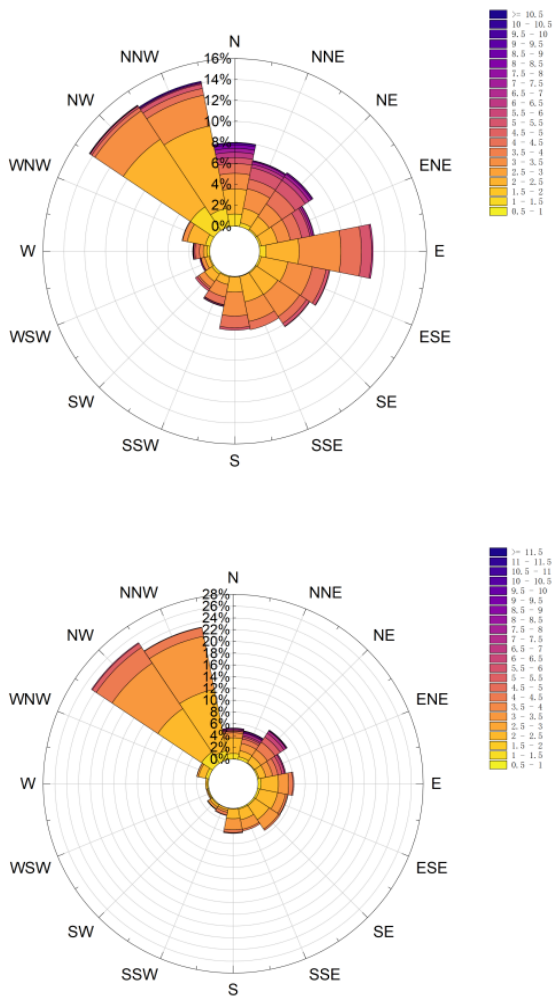 N
NNE
NE
ENE
E
ESE
SE
SSE
S
SSW
SW
WSW
W
WNW
NW
NNW
16%
14%
12%
10%
8%
6%
4%
2%
0%
>= 10.5
10 - 10.5
9.5 - 10
9 - 9.5
8.5 - 9
8 - 8.5
7.5 - 8
7 - 7.5
6.5 - 7
6 - 6.5
5.5 - 6
5 - 5.5
4.5 - 5
4 - 4.5
3.5 - 4
3 - 3.5
2.5 - 3
2 - 2.5
1.5 - 2
1 - 1.5
0.5 - 1
N
NNE
NE
ENE
E
ESE
SE
SSE
S
SSW
SW
WSW
W
WNW
NW
NNW
28%
26%
24%
22%
20%
18%
16%
14%
12%
10%
8%
6%
4%
2%
0%
>= 11.5
11 - 11.5
10.5 - 11
10 - 10.5
9.5 - 10
9 - 9.5
8.5 - 9
8 - 8.5
7.5 - 8
7 - 7.5
6.5 - 7
6 - 6.5
5.5 - 6
5 - 5.5
4.5 - 5
4 - 4.5
3.5 - 4
3 - 3.5
2.5 - 3
2 - 2.5
1.5 - 2
1 - 1.5
0.5 - 1